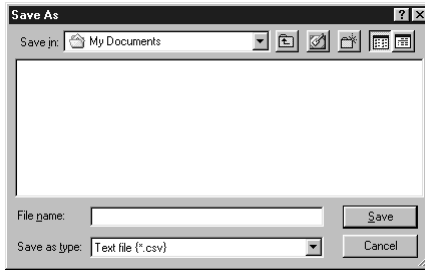 Save As
Save in: My Documents
File name:
Save
Save as type: Text file {*.csv}
Cancel